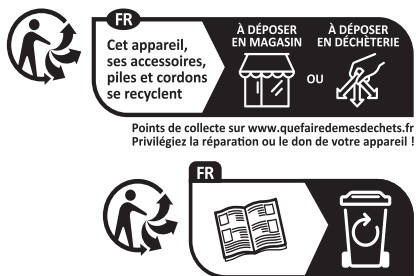 FR
Cet appareil,
ses accessoires,
piles et cordons
se recyclent
À DÉPOSER
EN MAGASIN
OU
À DÉPOSER
EN DÉCHÈTERIE
Points de collecte sur www.quefairedemesdechets.fr
Privilégiez la réparation ou le don de votre appareil !
FR